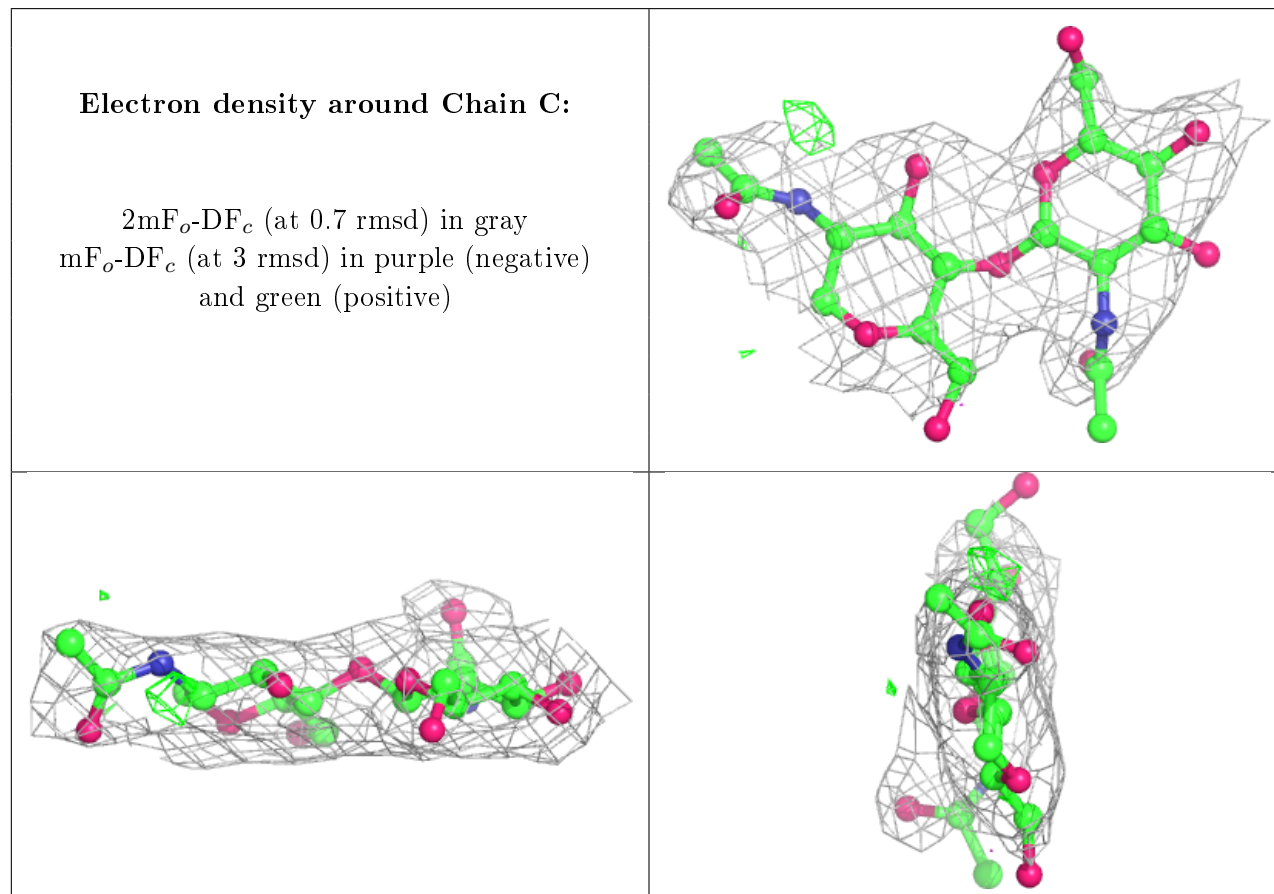 Electron density around Chain C:
2mFo-DFc (at 0.7 rmsd) in gray
mFo-DFc (at 3 rmsd) in purple (negative)
and green (positive)